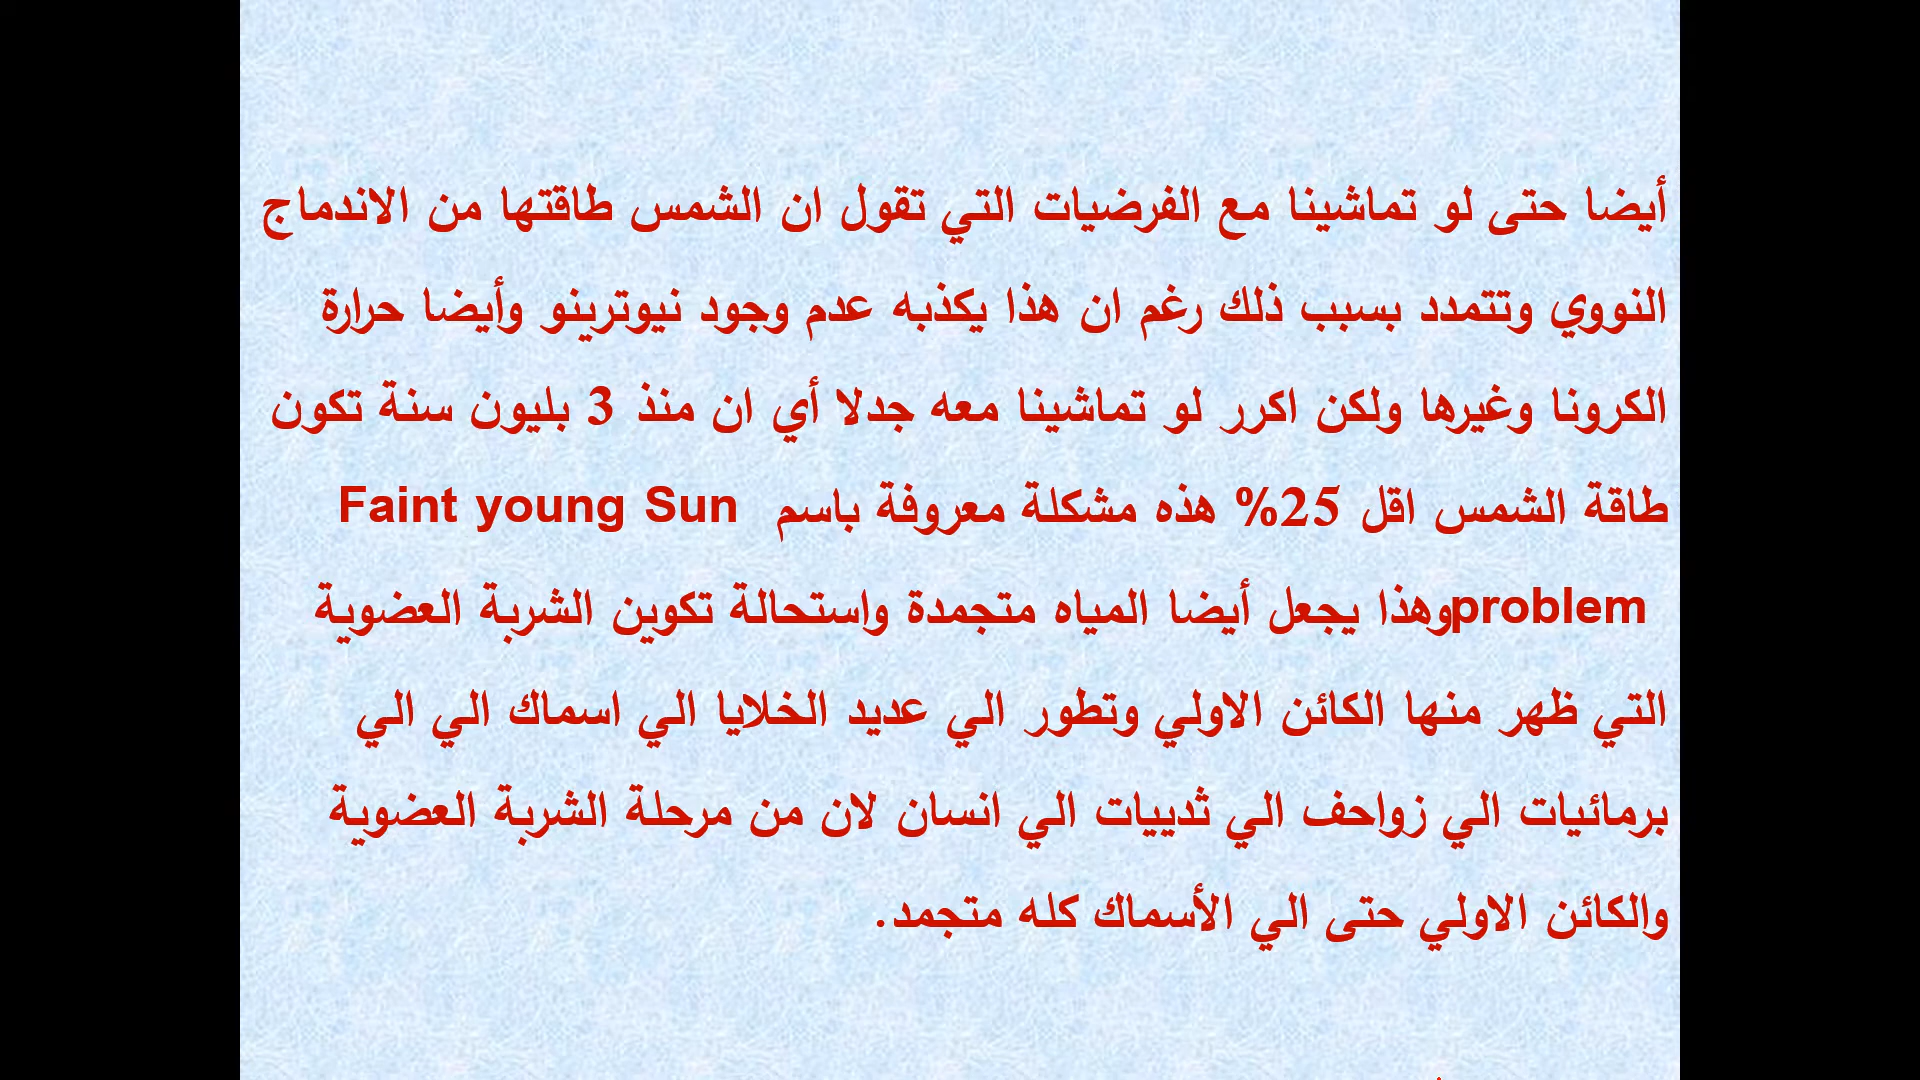 أيضا حتى لو تماشينا مع الفرضيات التي تقول ان الشمس طاقتها من الاندماج
النووي وتتمدد بسبب ذلك رغم ان هذا يكذبه عدم وجود نيوترينو وأيضا حرارة
الكرونا وغيرها ولكن اكرر لو تماشينا معه جدلا أي ان منذ 3 بليون سنة تكون
طاقة الشمس اقل 25% هذه مشكلة معروفة باسم Faint young Sun
problemوهذا يجعل أيضا المياه متجمدة واستحالة تكوين الشربة العضوية
التي ظهر منها الكائن الاولي وتطور الي عديد الخلايا الي اسماك الي الي
برمائيات الي زواحف الي ثدييات الي انسان لان من مرحلة الشربة العضوية
والكائن الاولي حتى الي الأسماك كله متجمد.